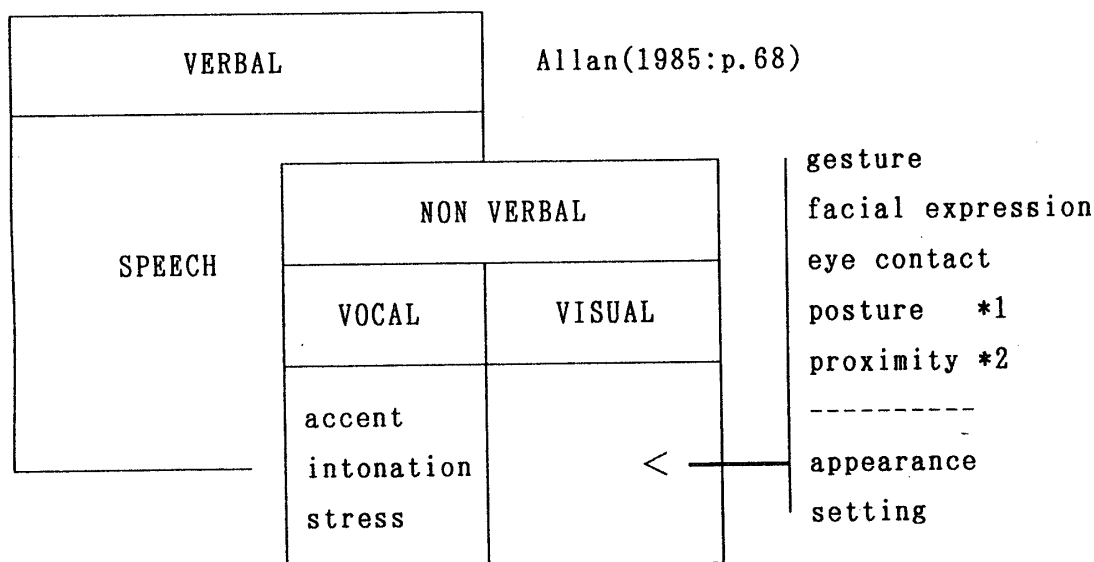 VERBAL
Allan(1985:p.68)
SPEECH
NON VERBAL
VOCAL
VISUAL
accent
intonation
stress
<
gesture
facial expression
eye contact
posture *1
proximity *2
----------
appearance
setting